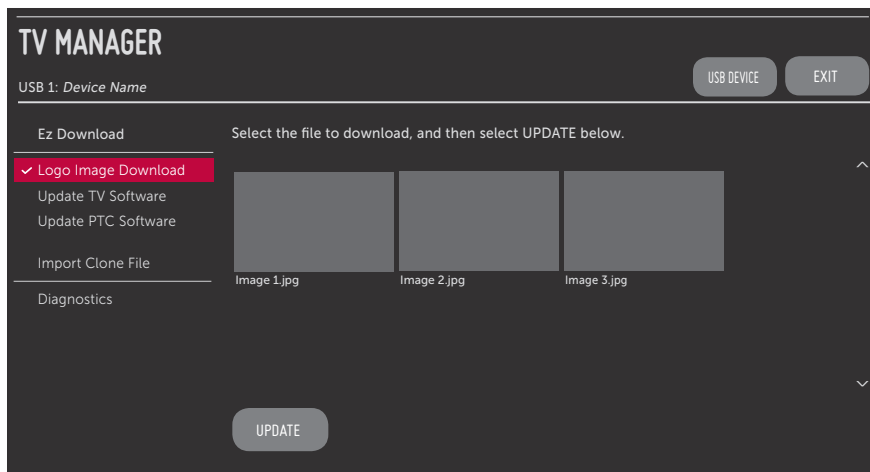 TV MANAGER
USB 1: Device Name
USB DEVICE
EXIT
Ez Download
Logo Image Download
Update TV Software
Update PTC Software
Import Clone File
Diagnostics
Select the file to download, and then select UPDATE below.
Image 1.jpg
Image 2.jpg
Image 3.jpg
UPDATE